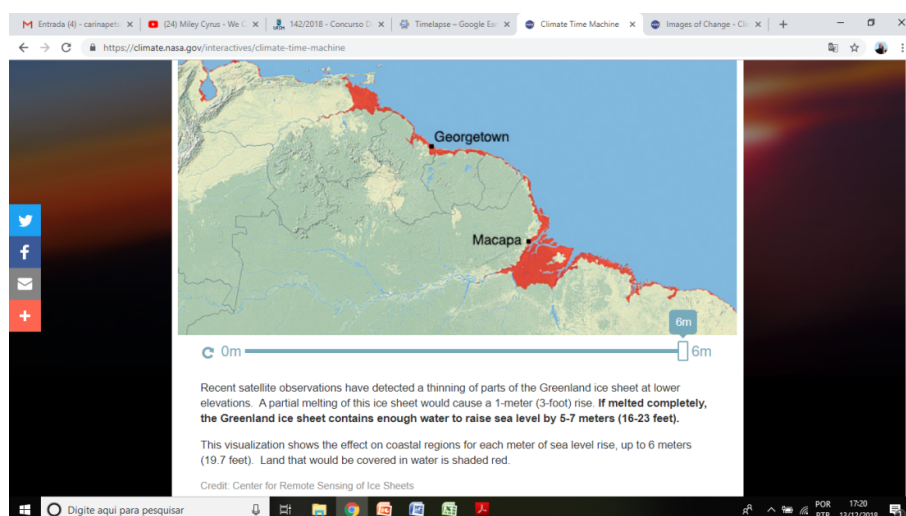 Entrada (4) - carinapet
(24) Miley Cyrus - We C
142/2018 - Concurso D
Timelapse – Google Ea
Climate Time Machine
Images of Change - Cli
https://climate.nasa.gov/interactives/climate-time-machine
Georgetown
Macapa
6m
0m
6m
Recent satellite observations have detected a thinning of parts of the Greenland ice sheet at lower
elevations. A partial melting of this ice sheet would cause a 1-meter (3-foot) rise. If melted completely,
the Greenland ice sheet contains enough water to raise sea level by 5-7 meters (16-23 feet).
This visualization shows the effect on coastal regions for each meter of sea level rise, up to 6 meters
(19.7 feet). Land that would be covered in water is shaded red.
Credit: Center for Remote Sensing of Ice Sheets
Digite aqui para pesquisar
POR 17:20
PTB 13/12/2018